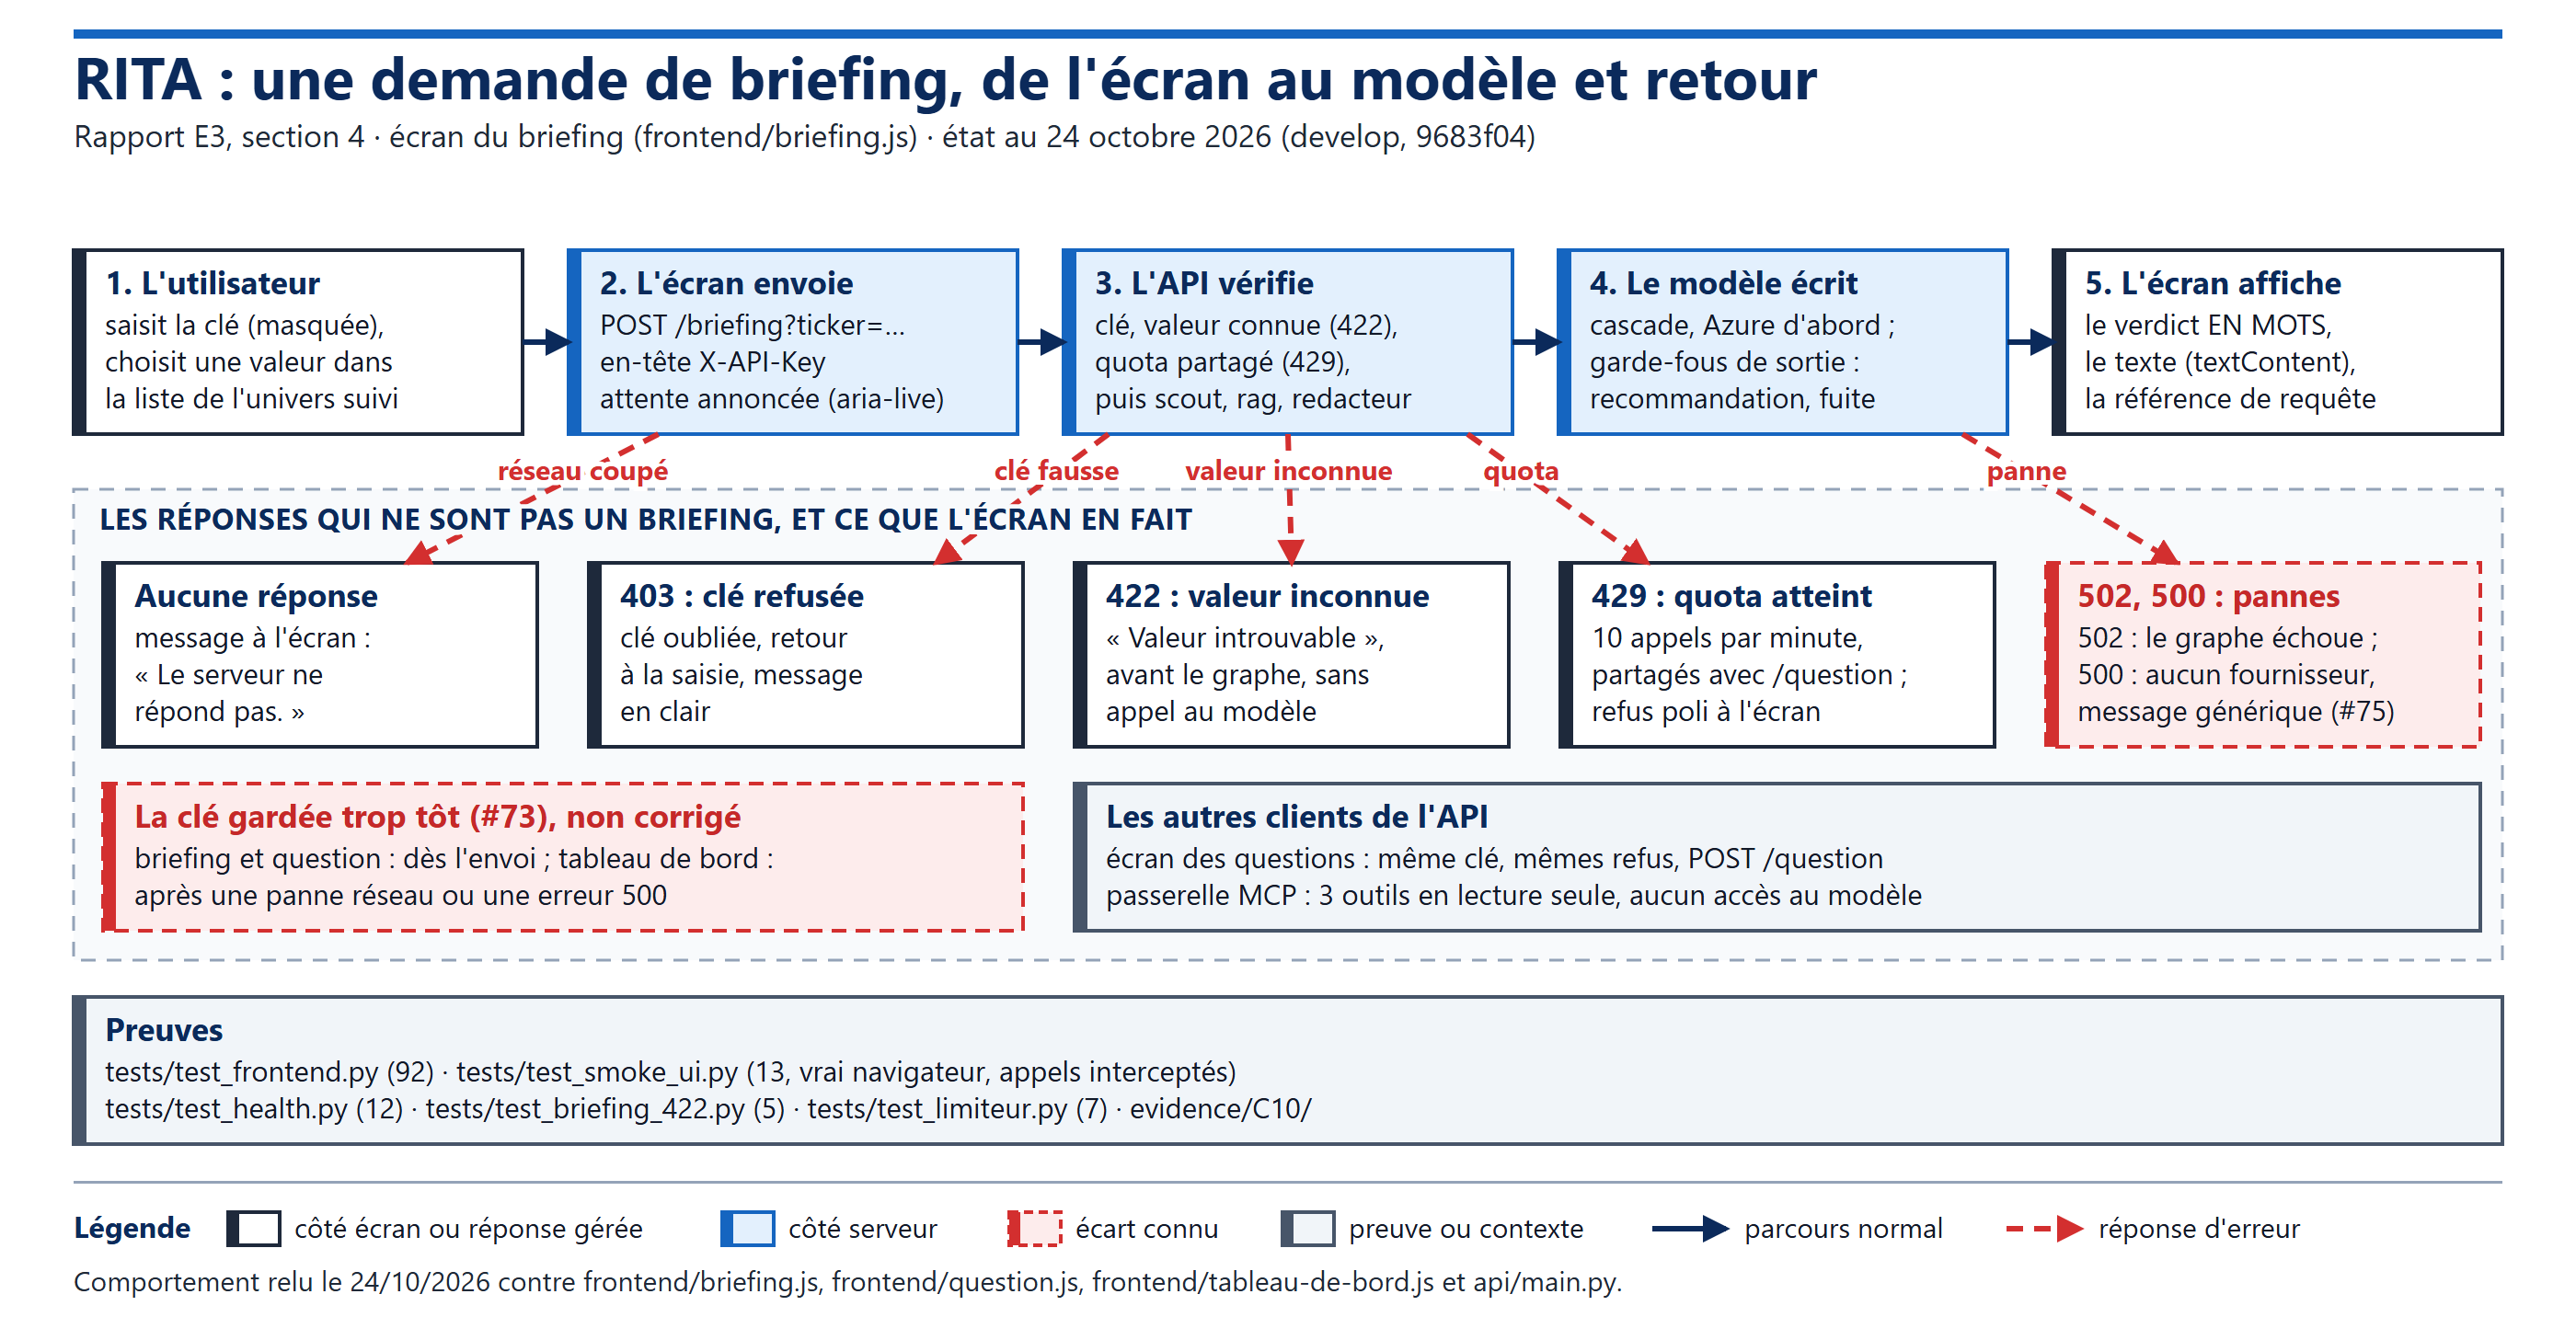 RITA : une demande de briefing, de l'écran au modèle et retour
Rapport E3, section 4 · écran du briefing (frontend/briefing.js) · état au 24 octobre 2026 (develop, 9683f04)
1. L'utilisateur
saisit la clé (masquée),
choisit une valeur dans
la liste de l'univers suivi
2. L'écran envoie
POST /briefing?ticker=...
en-tête X-API-Key
attente annoncée (aria-live)
3. L'API vérifie
clé, valeur connue (422),
quota partagé (429),
puis scout, rag, redacteur
4. Le modèle écrit
cascade, Azure d'abord ;
garde-fous de sortie :
recommandation, fuite
5. L'écran affiche
le verdict EN MOTS,
le texte (textContent),
la référence de requête
réseau coupé
clé fausse
valeur inconnue
quota
panne
LES RÉPONSES QUI NE SONT PAS UN BRIEFING, ET CE QUE L'ÉCRAN EN FAIT
Aucune réponse
message à l'écran :
« Le serveur ne
répond pas. »
403 : clé refusée
clé oubliée, retour
à la saisie, message
en clair
422 : valeur inconnue
« Valeur introuvable »,
avant le graphe, sans
appel au modèle
429 : quota atteint
10 appels par minute,
partagés avec /question ;
refus poli à l'écran
502, 500 : pannes
502 : le graphe échoue ;
500 : aucun fournisseur,
message générique (#75)
La clé gardée trop tôt (#73), non corrigé
briefing et question : dès l'envoi ; tableau de bord :
après une panne réseau ou une erreur 500
Les autres clients de l'API
écran des questions : même clé, mêmes refus, POST /question
passerelle MCP : 3 outils en lecture seule, aucun accès au modèle
Preuves
tests/test_frontend.py (92) · tests/test_smoke_ui.py (13, vrai navigateur, appels interceptés)
tests/test_health.py (12) · tests/test_briefing_422.py (5) · tests/test_limiteur.py (7) · evidence/C10/
Légende
côté écran ou réponse gérée
côté serveur
écart connu
preuve ou contexte
parcours normal
réponse d'erreur
Comportement relu le 24/10/2026 contre frontend/briefing.js, frontend/question.js, frontend/tableau-de-bord.js et api/main.py.